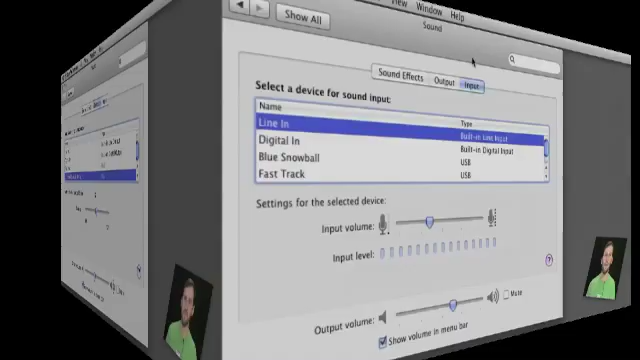 View Window Help
Sound
Show All
Sound Effects Output Input
Select a device for sound input:
Name Type
Line In Built-in Line Input
Digital In Built-in Digital Input
Blue Snowball USB
Fast Track USB
Settings for the selected device:
Input volume:
Input level:
?
Output volume: Mute
Show volume in menu bar